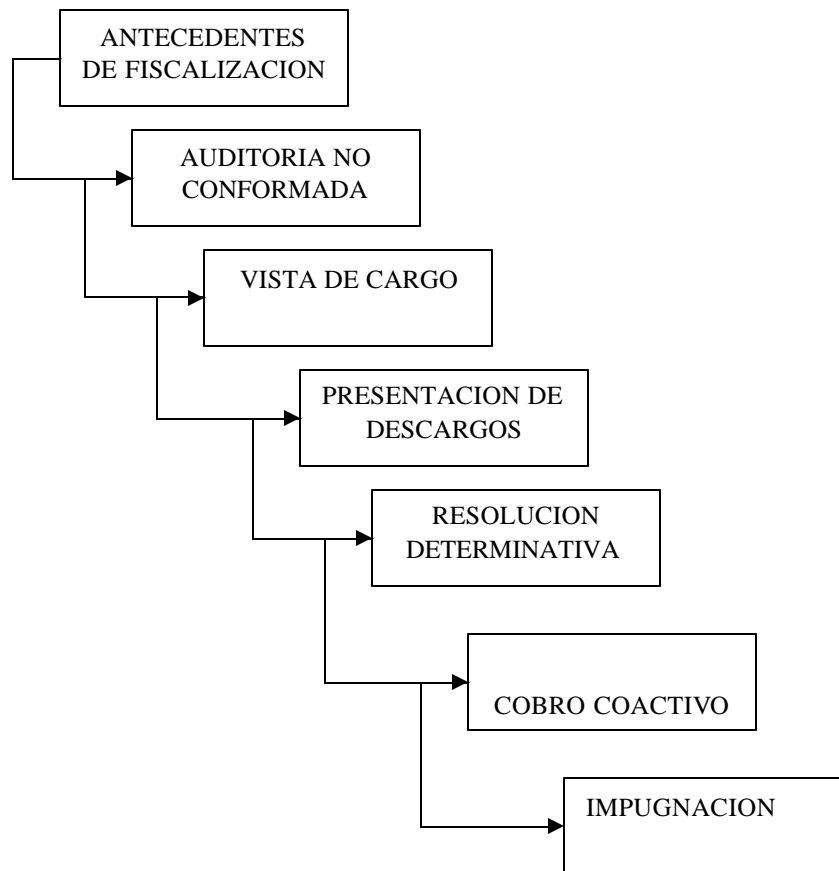 ANTECEDENTES
DE FISCALIZACION
AUDITORIA NO
CONFORMADA
VISTA DE CARGO
PRESENTACION DE
DESCARGOS
RESOLUCION
DETERMINATIVA
COBRO COACTIVO
IMPUGNACION